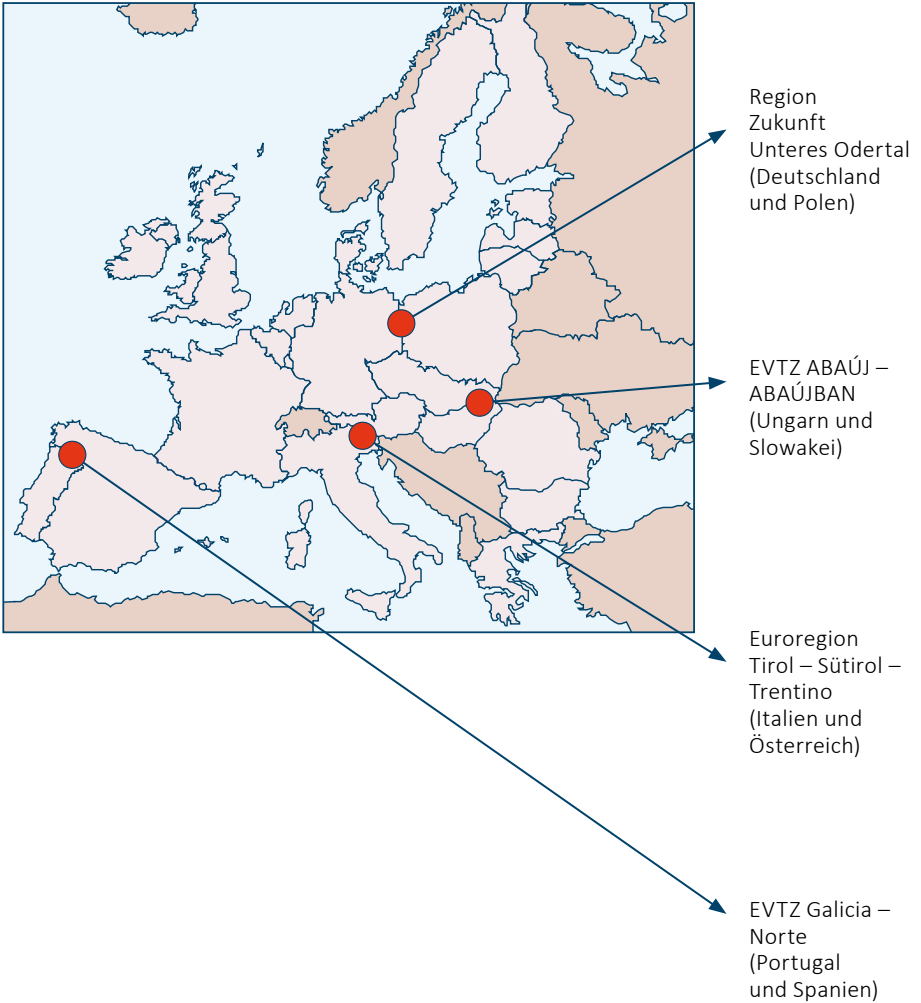 Region
Zukunft
Unteres Odertal
(Deutschland
und Polen)
EVTZ ABAÚJ –
ABAÚJBAN
(Ungarn und
Slowakei)
Euroregion
Tirol – Sütirol –
Trentino
(Italien und
Österreich)
EVTZ Galicia –
Norte
(Portugal
und Spanien)